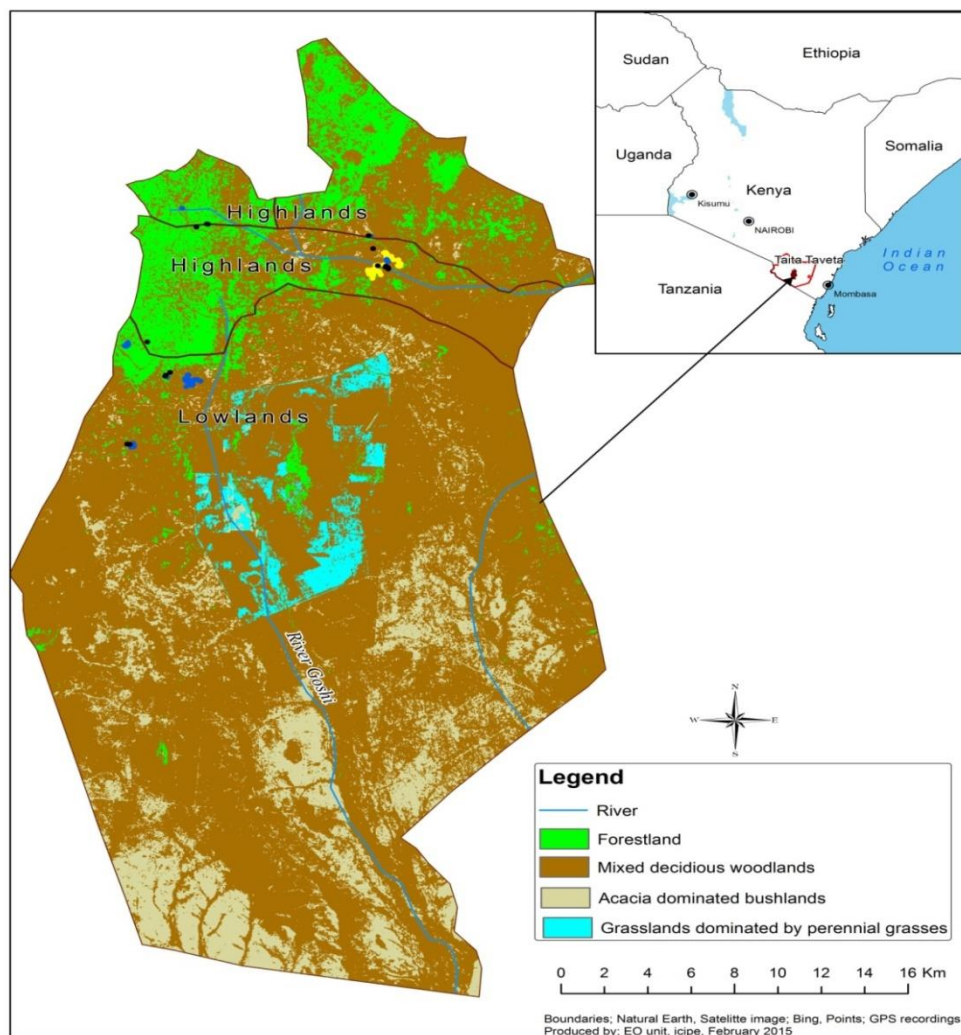 Sudan
Ethiopia
Uganda
Somalia
Kenya
Kisumu
NAIROBI
Taita Taveta
Indian
Ocean
Tanzania
Mombasa
Highlands
Highlands
Lowlands
River Goshi
N
W
E
S
Legend
River
Forestland
Mixed decidious woodlands
Acacia dominated bushlands
Grasslands dominated by perennial grasses
0 2 4 6 8 10 12 14 16 Km
Boundaries; Natural Earth, Satelitte image; Bing, Points; GPS recordings
Produced by: EO unit, icipe, February 2015